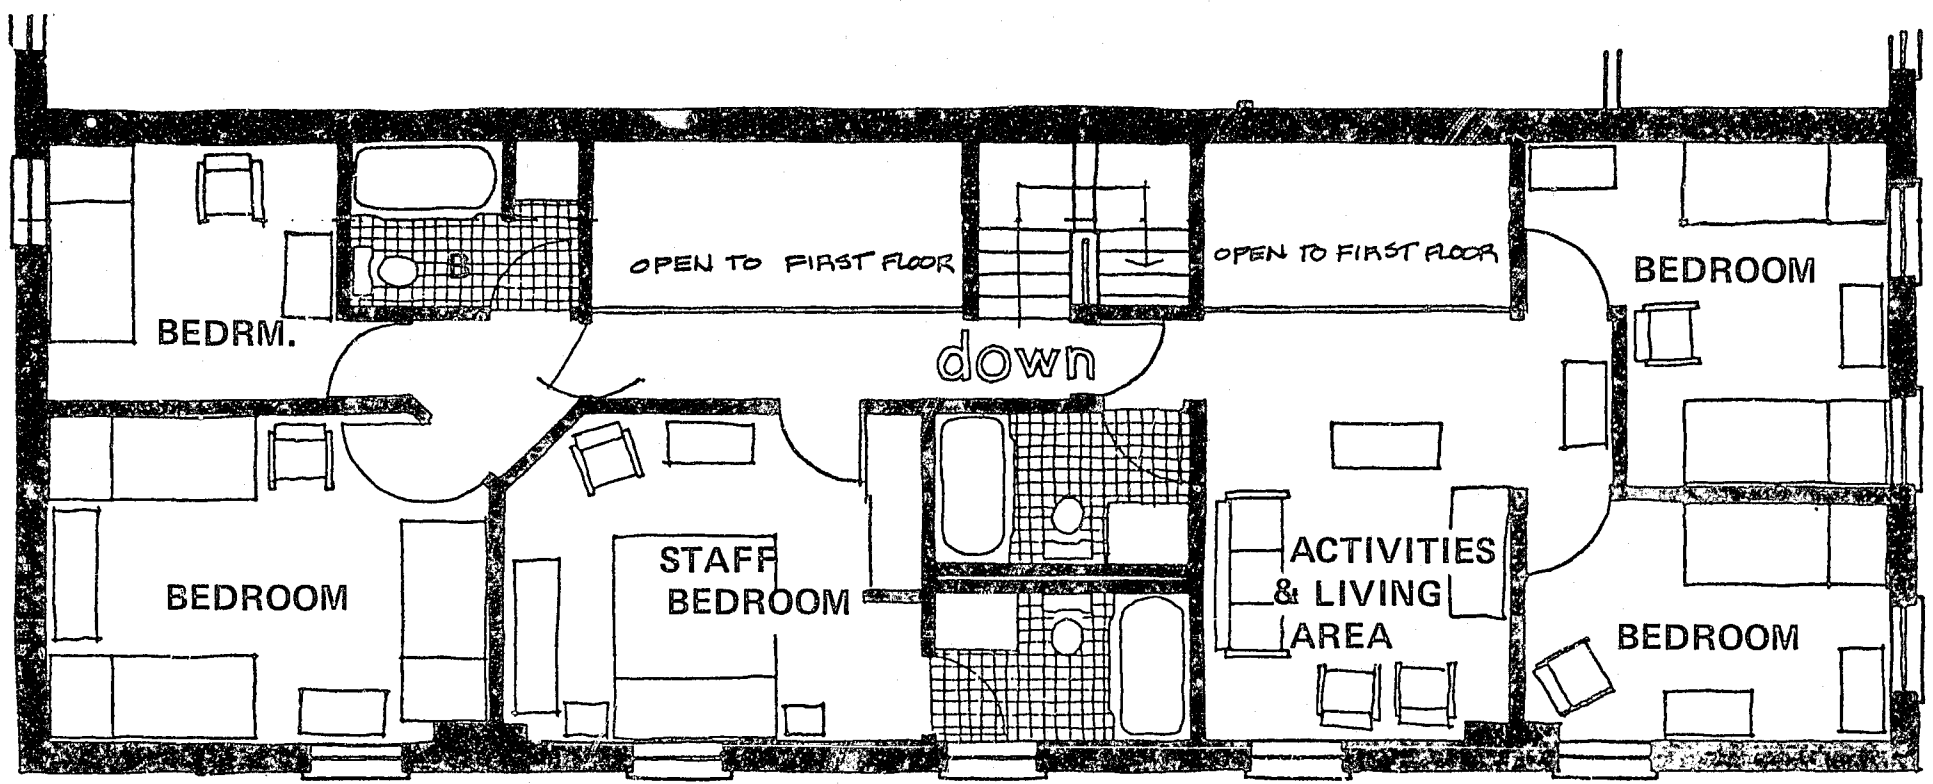 OPEN TO FIRST FLOOR
OPEN TO FIRST FLOOR
B
BEDROOM
BEDRM.
down
STAFF
BEDROOM
ACTIVITIES
& LIVING
AREA
BEDROOM
BEDROOM